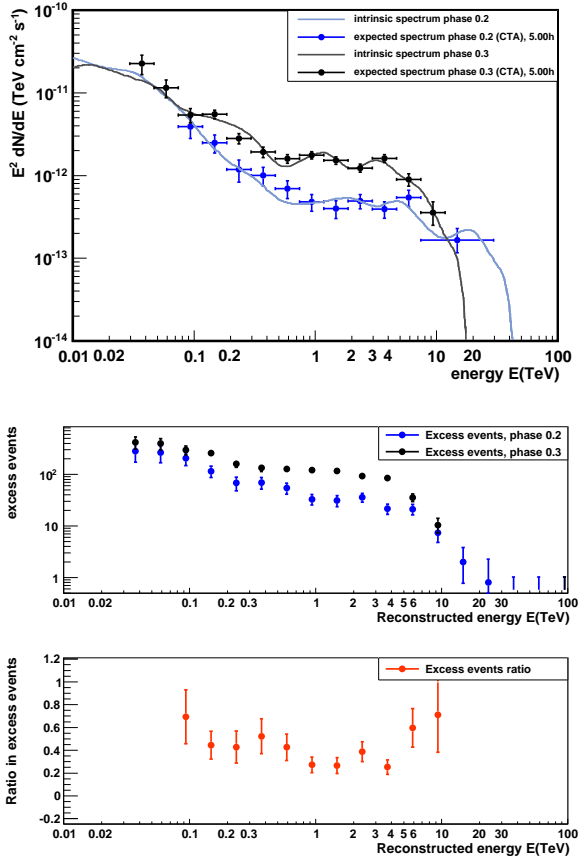 E² dN/dE (TeV cm⁻² s⁻¹)
10⁻¹⁰
10⁻¹¹
10⁻¹²
10⁻¹³
10⁻¹⁴
intrinsic spectrum phase 0.2
expected spectrum phase 0.2 (CTA), 5.00h
intrinsic spectrum phase 0.3
expected spectrum phase 0.3 (CTA), 5.00h
0.01 0.02 0.1 0.2 1 2 3 4 10 20 100
energy E(TeV)
excess events
10²
10
1
Excess events, phase 0.2
Excess events, phase 0.3
0.01 0.02 0.1 0.2 0.3 1 2 3 4 5 6 10 20 30 100
Reconstructed energy E(TeV)
Ratio in excess events
1.2
1
0.8
0.6
0.4
0.2
0
-0.2
Excess events ratio
0.01 0.02 0.1 0.2 0.3 1 2 3 4 5 6 10 20 30 100
Reconstructed energy E(TeV)